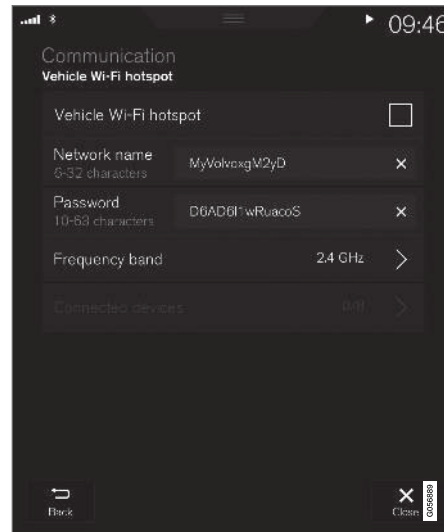 09:46
Communication
Vehicle Wi-Fi hotspot
Vehicle Wi-Fi hotspot
Network name
6-32 characters
MyVolvoxgM2yD
Password
10-63 characters
D6AD6I1wRuacoS
Frequency band
2.4 GHz
Connected devices
0/8
Back
Close
G056889